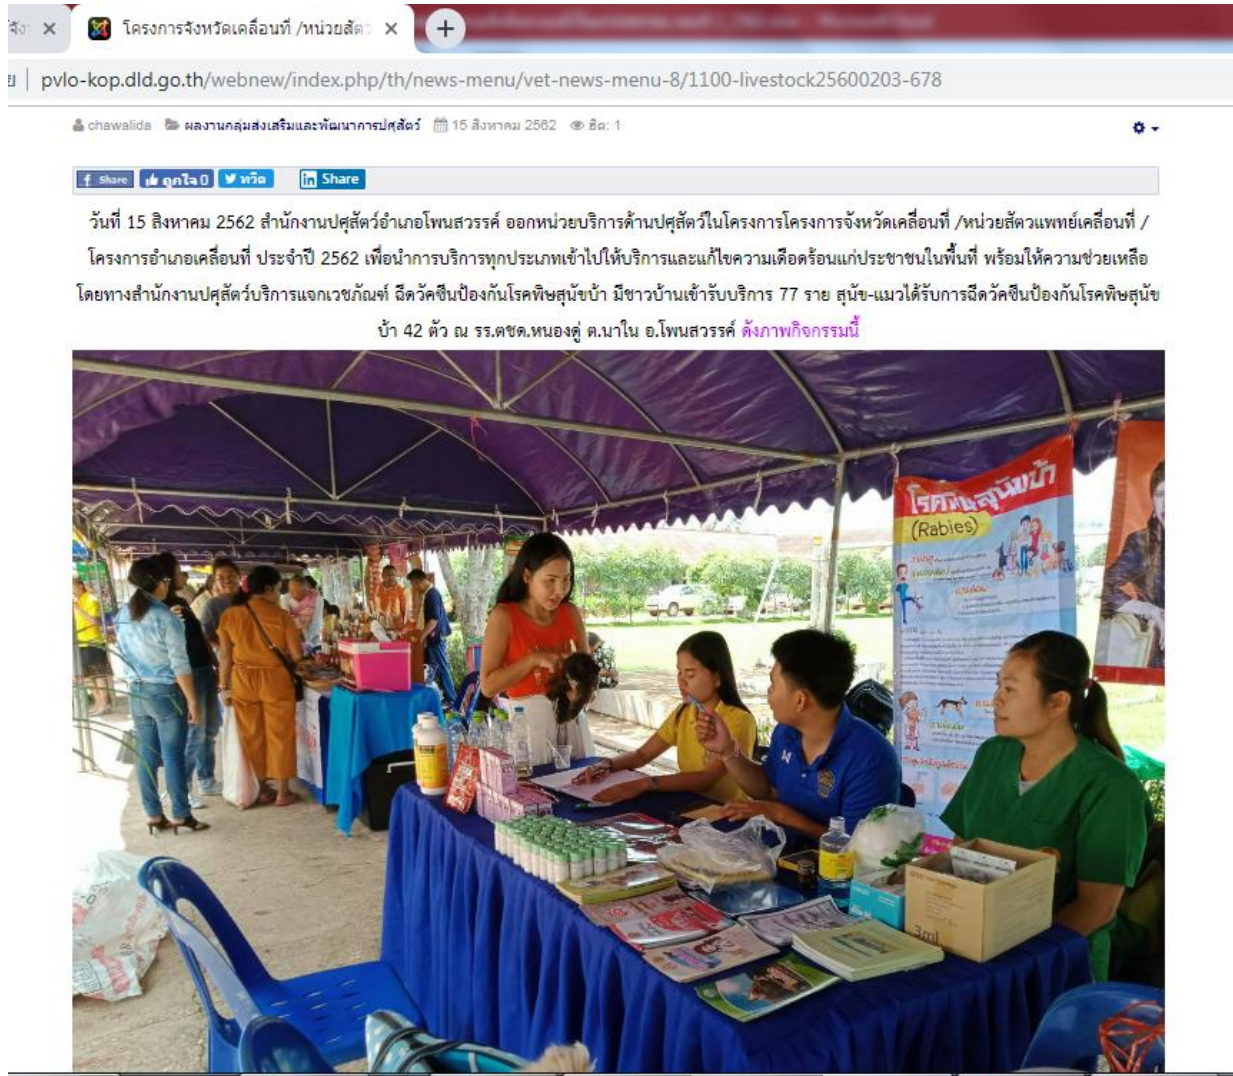 โครงการจังหวัดเคลื่อนที่ /หน่วยสัตว
pvlo-kop.dld.go.th/webnew/index.php/th/news-menu/vet-news-menu-8/1100-livestock25600203-678
chawalida ผลงานกลุ่มส่งเสริมและพัฒนาการปศุสัตว์ 15 สิงหาคม 2562 ฮิต: 1
f Share ถูกใจ 0 ทวีต in Share
วันที่ 15 สิงหาคม 2562 สำนักงานปศุสัตว์อำเภอโพนสวรรค์ ออกหน่วยบริการด้านปศุสัตว์ในโครงการโครงการจังหวัดเคลื่อนที่ /หน่วยสัตวแพทย์เคลื่อนที่ /
โครงการอำเภอเคลื่อนที่ ประจำปี 2562 เพื่อนำการบริการทุกประเภทเข้าไปให้บริการและแก้ไขความเดือดร้อนแก่ประชาชนในพื้นที่ พร้อมให้ความช่วยเหลือ
โดยทางสำนักงานปศุสัตว์บริการแจกเวชภัณฑ์ ฉีดวัคซีนป้องกันโรคพิษสุนัขบ้า มีชาวบ้านเข้ารับบริการ 77 ราย สุนัข-แมวได้รับการฉีดวัคซีนป้องกันโรคพิษสุนัข
บ้า 42 ตัว ณ รร.ตชด.หนองดู่ ต.นาใน อ.โพนสวรรค์ ดังภาพกิจกรรมนี้
โรคพิษสุนัขบ้า
(Rabies)
3ml